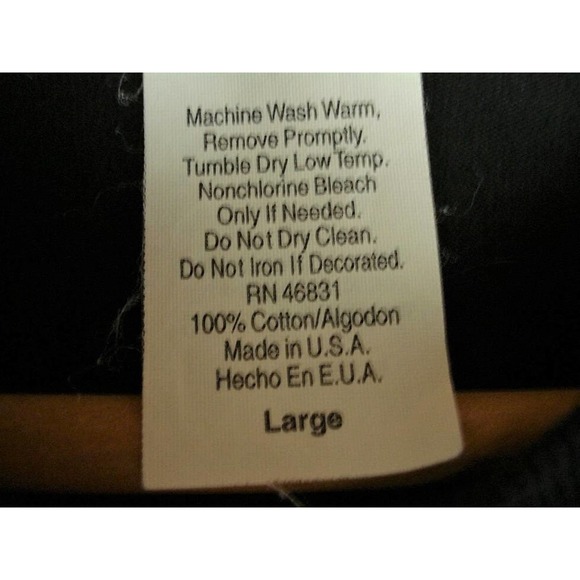 Machine Wash Warm,
Remove Promptly.
Tumble Dry Low Temp.
Nonchlorine Bleach
Only If Needed.
Do Not Dry Clean.
Do Not Iron If Decorated.
RN 46831
100% Cotton/Algodon
Made in U.S.A.
Hecho En E.U.A.
Large